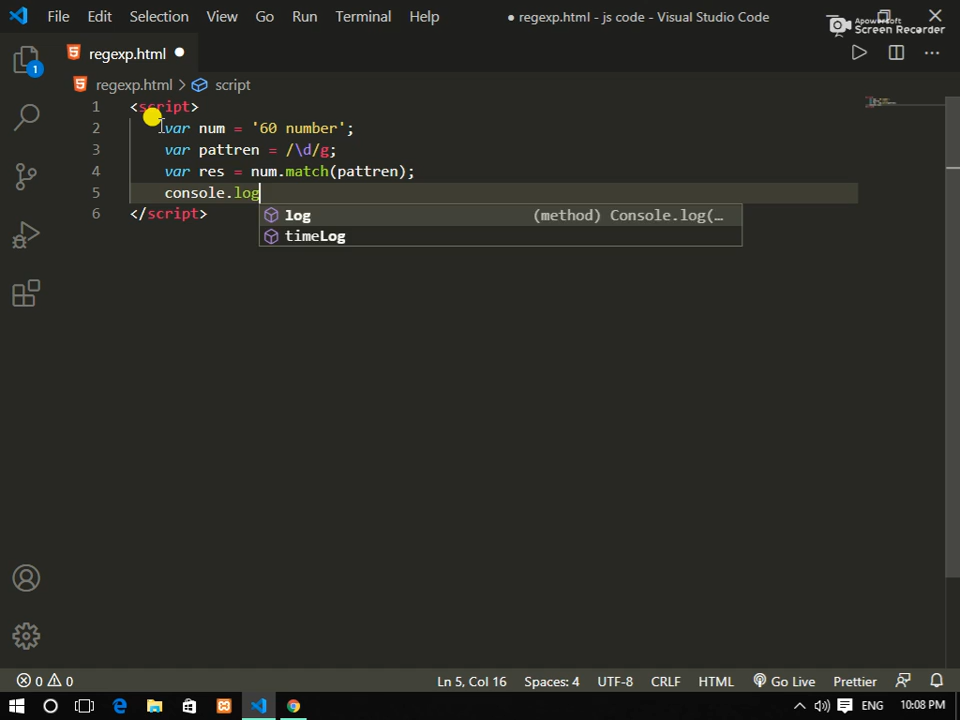 File Edit Selection View Go Run Terminal Help ● regexp.html - js code - Visual Studio Code
Apowersoft
Screen Recorder
regexp.html ●
regexp.html > script
1 <script>
2 var num = '60 number';
3 var pattren = /\d/g;
4 var res = num.match(pattren);
5 console.log
6 </script>
log (method) Console.log(…
timeLog
1
0 0 Ln 5, Col 16 Spaces: 4 UTF-8 CRLF HTML Go Live Prettier
ENG 10:08 PM